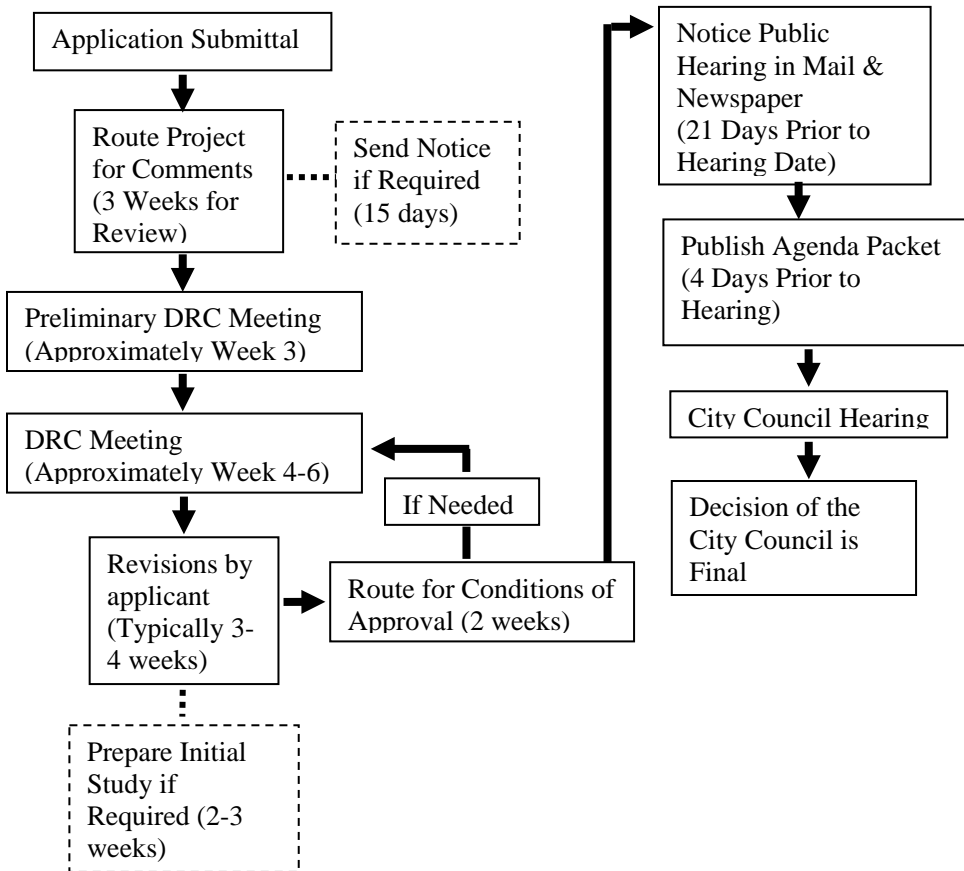 Application Submittal
Route Project
for Comments
(3 Weeks for
Review)
Send Notice
if Required
(15 days)
Preliminary DRC Meeting
(Approximately Week 3)
DRC Meeting
(Approximately Week 4-6)
If Needed
Revisions by
applicant
(Typically 3-
4 weeks)
Route for Conditions of
Approval (2 weeks)
Prepare Initial
Study if
Required (2-3
weeks)
Notice Public
Hearing in Mail &
Newspaper
(21 Days Prior to
Hearing Date)
Publish Agenda Packet
(4 Days Prior to
Hearing)
City Council Hearing
Decision of the
City Council is
Final